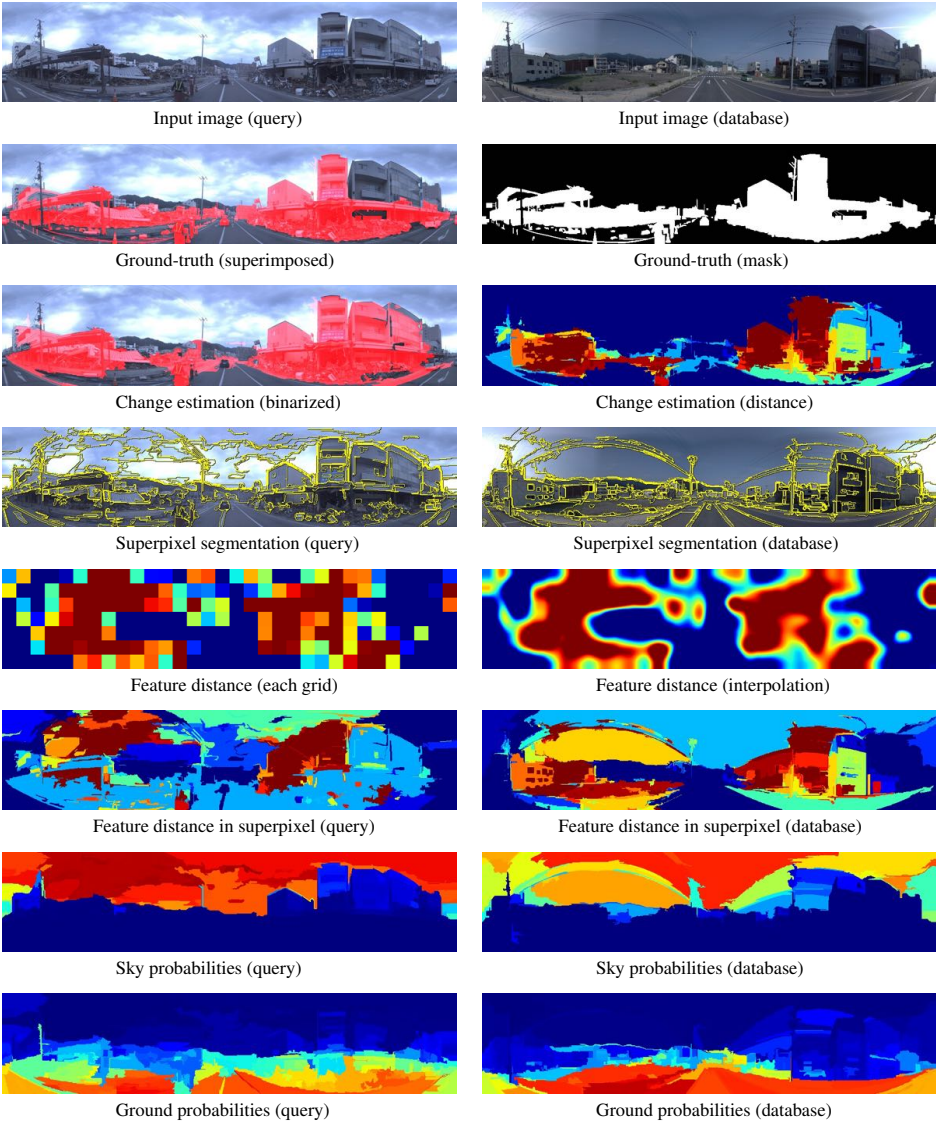 Input image (query)
Input image (database)
Ground-truth (superimposed)
Ground-truth (mask)
Change estimation (binarized)
Change estimation (distance)
Superpixel segmentation (query)
Superpixel segmentation (database)
Feature distance (each grid)
Feature distance (interpolation)
Feature distance in superpixel (query)
Feature distance in superpixel (database)
Sky probabilities (query)
Sky probabilities (database)
Ground probabilities (query)
Ground probabilities (database)